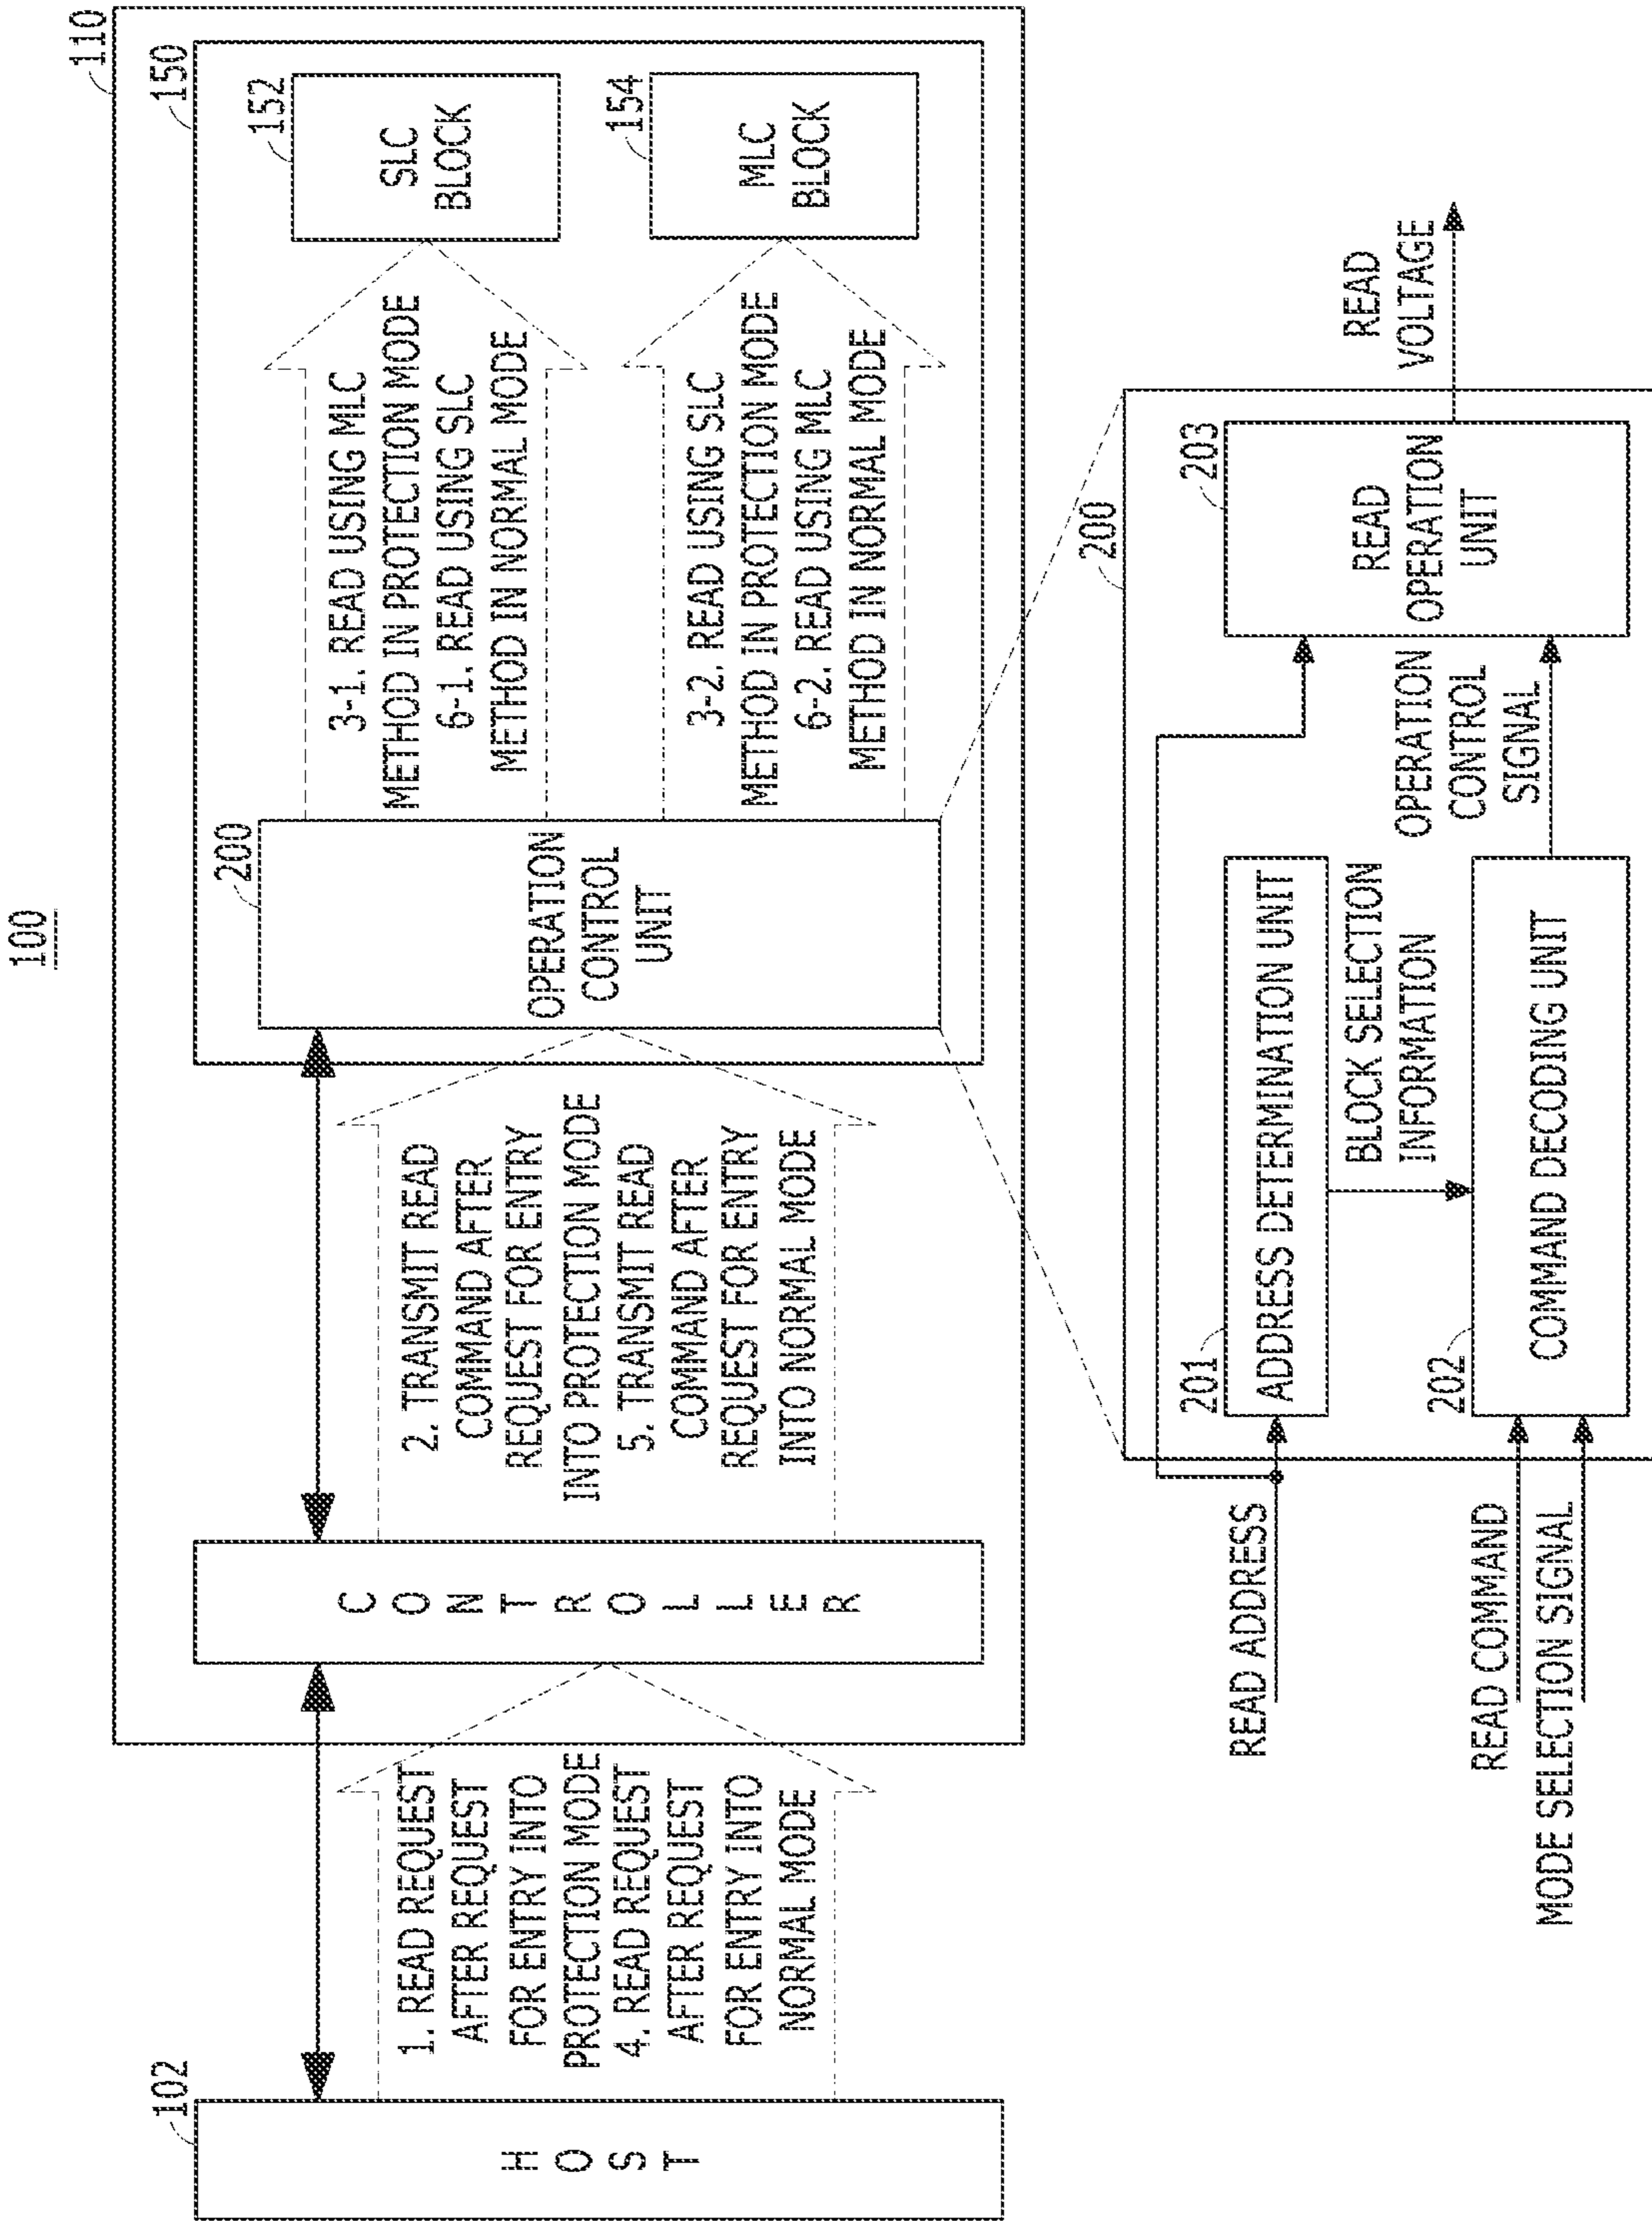 100
110
150
102
HOST
1. READ REQUEST
AFTER REQUEST
FOR ENTRY INTO
PROTECTION MODE
4. READ REQUEST
AFTER REQUEST
FOR ENTRY INTO
NORMAL MODE
CONTROLLER
2. TRANSMIT READ
COMMAND AFTER
REQUEST FOR ENTRY
INTO PROTECTION MODE
5. TRANSMIT READ
COMMAND AFTER
REQUEST FOR ENTRY
INTO NORMAL MODE
200
OPERATION
CONTROL
UNIT
3-1. READ USING MLC
METHOD IN PROTECTION MODE
6-1. READ USING SLC
METHOD IN NORMAL MODE
152
SLC
BLOCK
3-2. READ USING SLC
METHOD IN PROTECTION MODE
6-2. READ USING MLC
METHOD IN NORMAL MODE
154
MLC
BLOCK
200
READ ADDRESS
201
ADDRESS DETERMINATION UNIT
BLOCK SELECTION
INFORMATION
READ COMMAND
MODE SELECTION SIGNAL
202
COMMAND DECODING UNIT
OPERATION
CONTROL
SIGNAL
203
READ
OPERATION
UNIT
READ
VOLTAGE